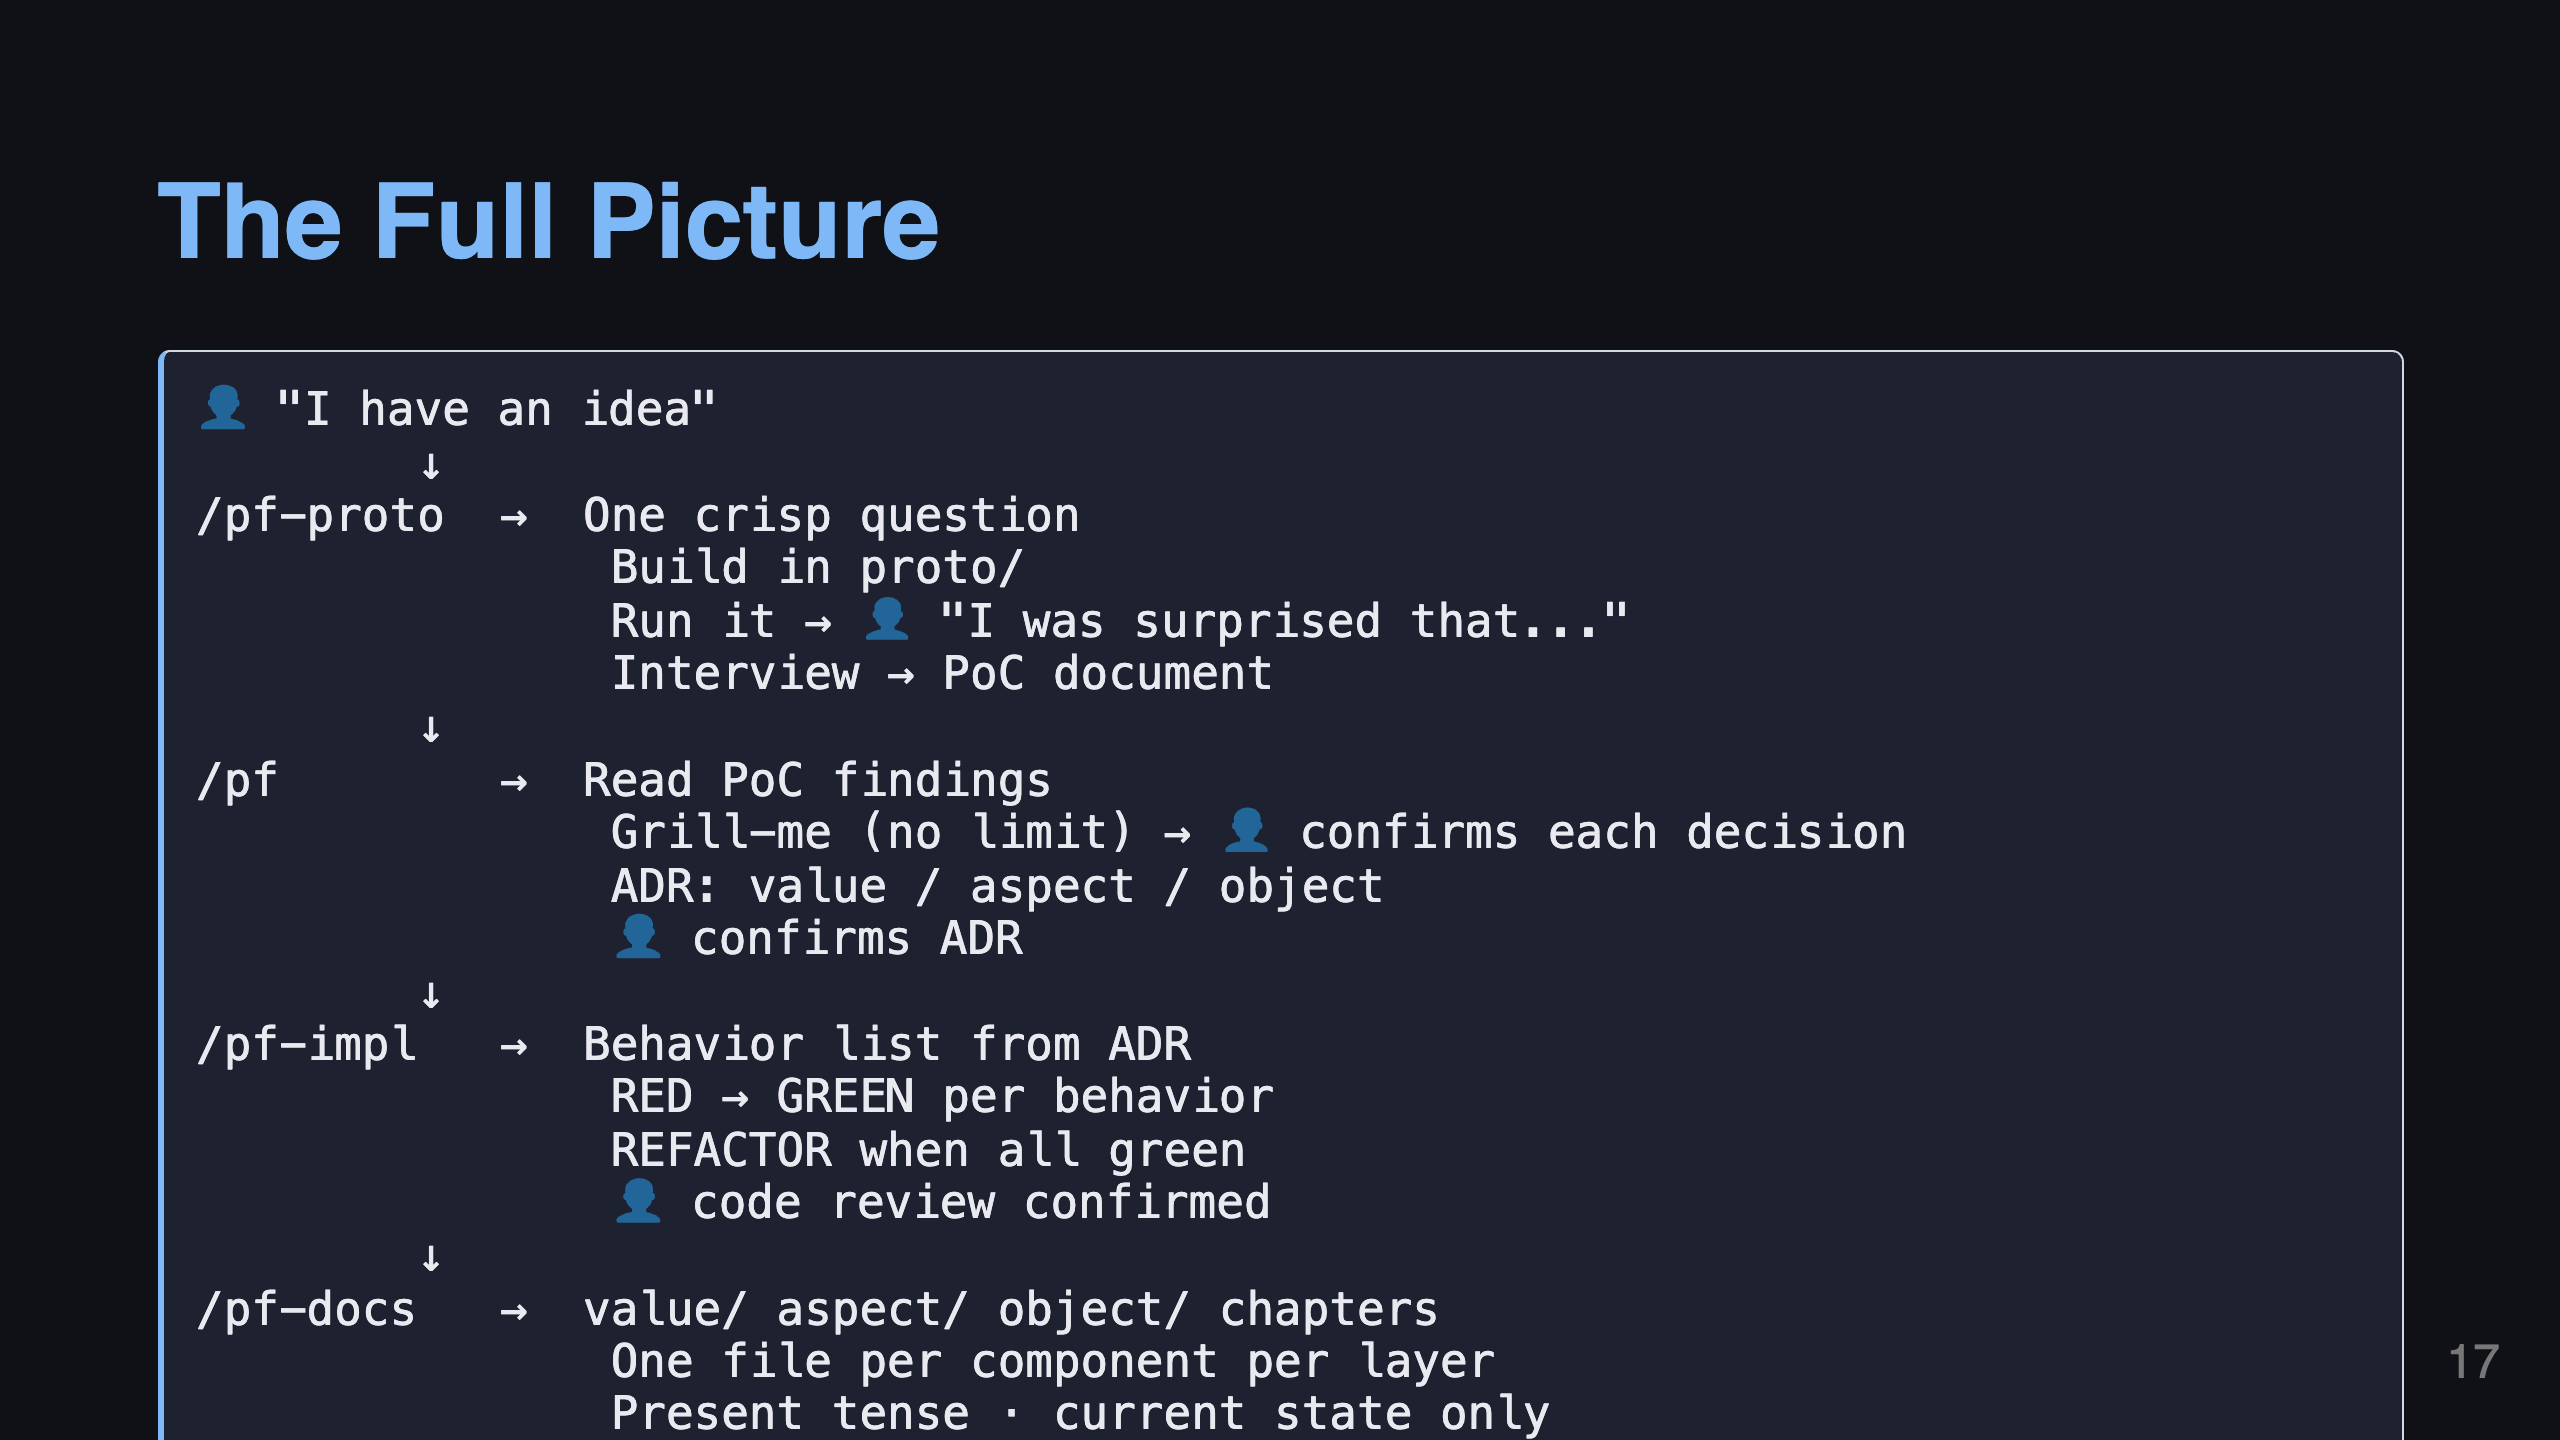 The Full Picture
👤 "I have an idea"
↓
/pf-proto → One crisp question
Build in proto/
Run it → 👤 "I was surprised that..."
Interview → PoC document
↓
/pf → Read PoC findings
Grill-me (no limit) → 👤 confirms each decision
ADR: value / aspect / object
👤 confirms ADR
↓
/pf-impl → Behavior list from ADR
RED → GREEN per behavior
REFACTOR when all green
👤 code review confirmed
↓
/pf-docs → value/ aspect/ object/ chapters
One file per component per layer
Present tense · current state only
17